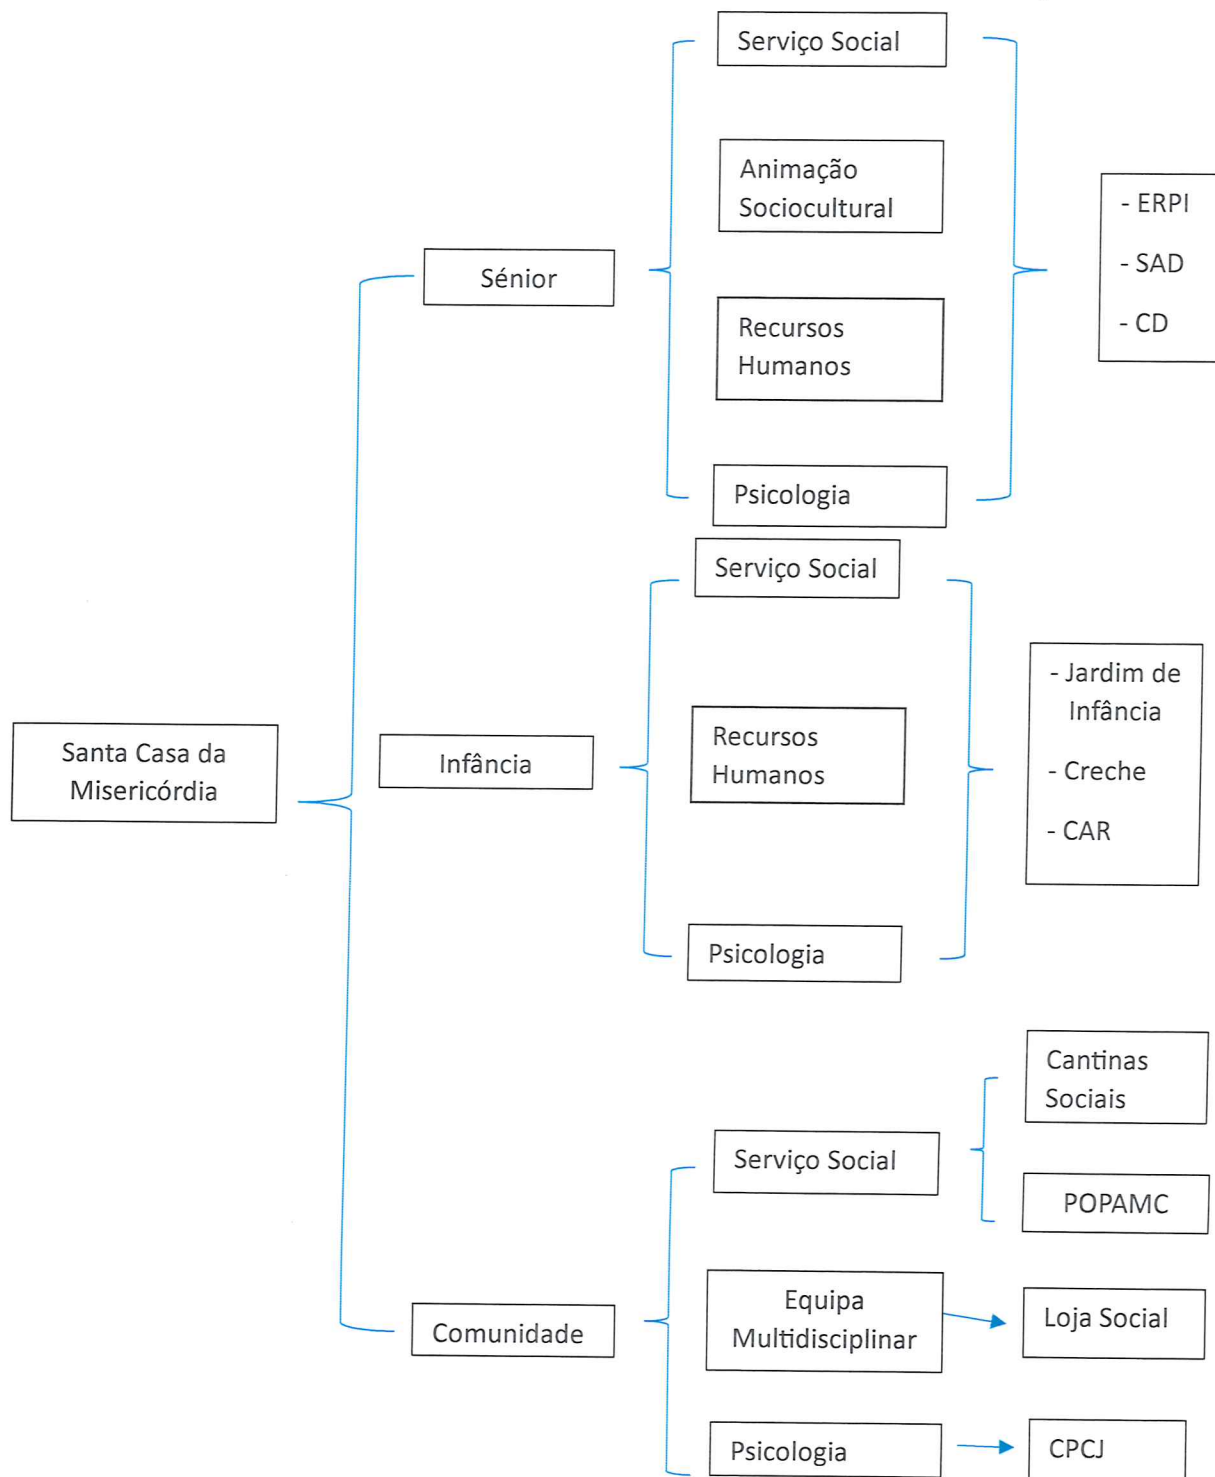 Santa Casa da
Misericórdia
Sénior
Serviço Social
Animação
Sociocultural
Recursos
Humanos
Psicologia
- ERPI
- SAD
- CD
Infância
Serviço Social
Recursos
Humanos
Psicologia
- Jardim de
Infância
- Creche
- CAR
Comunidade
Serviço Social
Cantinas
Sociais
POPAMC
Equipa
Multidisciplinar
Loja Social
Psicologia
CPCJ